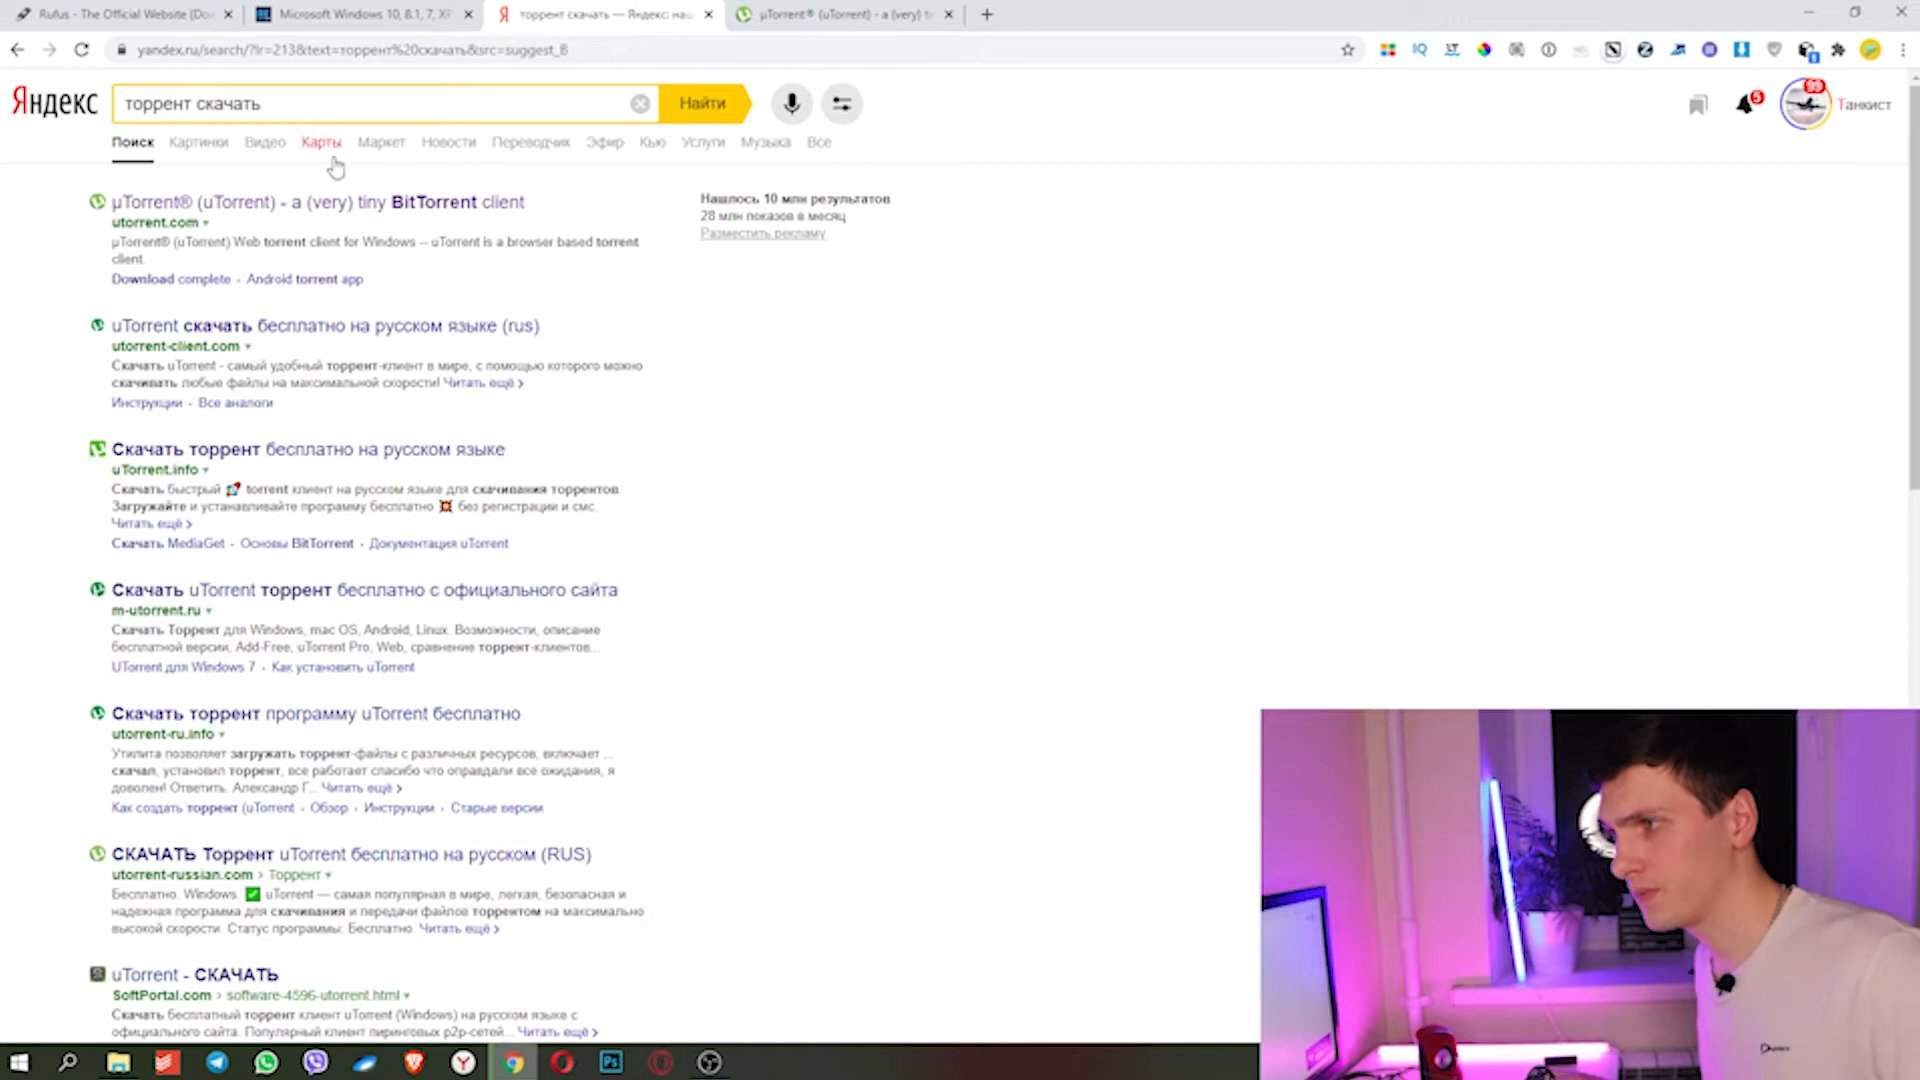 Rufus - The Official Website (Do
Microsoft Windows 10, 8.1, 7, XP
торрент скачать — Яндекс: наш
µTorrent® (uTorrent) - a (very) ti
yandex.ru/search/?lr=213&text=торрент%20скачать&src=suggest_B
Яндекс
торрент скачать
Найти
5
99
Танкист
Поиск Картинки Видео Карты Маркет Новости Переводчик Эфир Кью Услуги Музыка Все
µTorrent® (uTorrent) - a (very) tiny BitTorrent client
utorrent.com
µTorrent® (uTorrent) Web torrent client for Windows -- uTorrent is a browser based torrent
client.
Download complete - Android torrent app
Нашлось 10 млн результатов
28 млн показов в месяц
Разместить рекламу
uTorrent скачать бесплатно на русском языке (rus)
utorrent-client.com
Скачать uTorrent - самый удобный торрент-клиент в мире, с помощью которого можно
скачивать любые файлы на максимальной скорости! Читать ещё >
Инструкции - Все аналоги
Скачать торрент бесплатно на русском языке
uTorrent.info
Скачать быстрый torrent клиент на русском языке для скачивания торрентов.
Загружайте и устанавливайте программу бесплатно без регистрации и смс.
Читать ещё >
Скачать MediaGet - Основы BitTorrent - Документация uTorrent
Скачать uTorrent торрент бесплатно с официального сайта
m-utorrent.ru
Скачать Торрент для Windows, mac OS, Android, Linux. Возможности, описание
бесплатной версии, Add-Free, uTorrent Pro, Web, сравнение торрент-клиентов...
UTorrent для Windows 7 · Как установить uTorrent
Скачать торрент программу uTorrent бесплатно
utorrent-ru.info
Утилита позволяет загружать торрент-файлы с различных ресурсов, включает ...
скачал, установил торрент, все работает спасибо что оправдали все ожидания, я
доволен! Ответить. Александр Г... Читать ещё >
Как создать торрент (uTorrent · Обзор · Инструкции · Старые версии
СКАЧАТЬ Торрент uTorrent бесплатно на русском (RUS)
utorrent-russian.com › Торрент
Бесплатно. Windows. uTorrent — самая популярная в мире, легкая, безопасная и
надежная программа для скачивания и передачи файлов торрентом на максимально
высокой скорости. Статус программы: Бесплатно. Читать ещё >
uTorrent - СКАЧАТЬ
SoftPortal.com › software-4596-utorrent.html
Скачать бесплатный торрент клиент uTorrent (Windows) на русском языке с
официального сайта. Популярный клиент пиринговых p2p-сетей... Читать ещё >